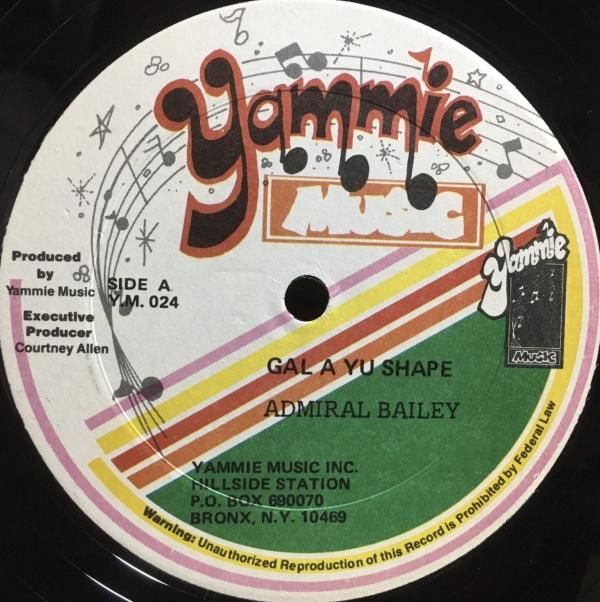 Yammie
MUSIC
Yammie
MUSIC
Produced
by
Yammie Music
SIDE A
Y.M. 024
Executive
Producer
Courtney Allen
GAL A YU SHAPE
ADMIRAL BAILEY
YAMMIE MUSIC INC.
HILLSIDE STATION
P.O. BOX 690070
BRONX, N.Y. 10469
Warning: Unauthorized Reproduction of this Record is Prohibited by Federal Law